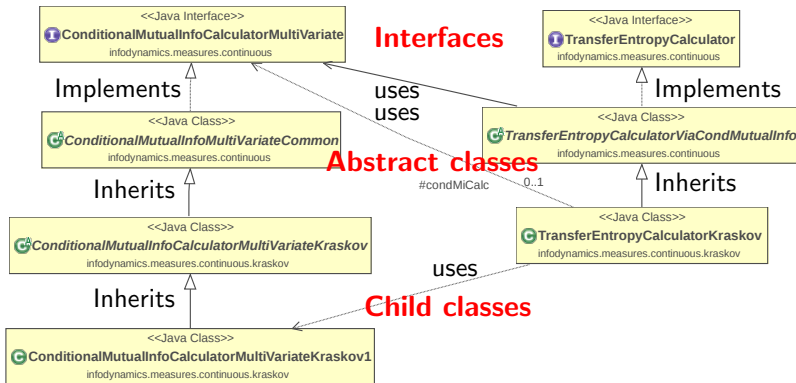 <<Java Interface>>
ConditionalMutualInfoCalculatorMultiVariate
infodynamics.measures.continuous
Interfaces
<<Java Interface>>
TransferEntropyCalculator
infodynamics.measures.continuous
Implements
uses
uses
Implements
<<Java Class>>
ConditionalMutualInfoMultiVariateCommon
infodynamics.measures.continuous
<<Java Class>>
TransferEntropyCalculatorViaCondMutualInfo
infodynamics.measures.continuous
Abstract classes
#condMiCalc
0..1
Inherits
Inherits
<<Java Class>>
ConditionalMutualInfoCalculatorMultiVariateKraskov
infodynamics.measures.continuous.kraskov
<<Java Class>>
TransferEntropyCalculatorKraskov
infodynamics.measures.continuous.kraskov
uses
Inherits
Child classes
<<Java Class>>
ConditionalMutualInfoCalculatorMultiVariateKraskov1
infodynamics.measures.continuous.kraskov